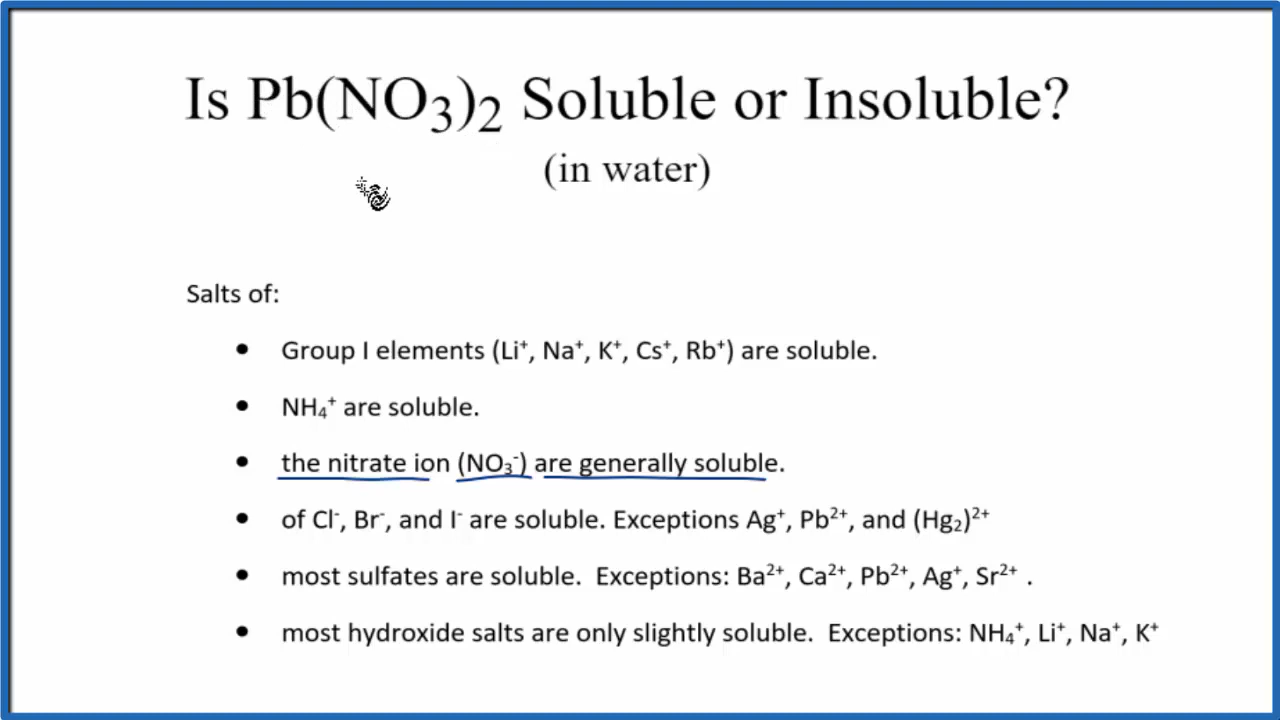 Is Pb(NO₃)₂ Soluble or Insoluble?
(in water)
Salts of:
• Group I elements (Li⁺, Na⁺, K⁺, Cs⁺, Rb⁺) are soluble.
• NH₄⁺ are soluble.
• the nitrate ion (NO₃⁻) are generally soluble.
• of Cl⁻, Br⁻, and I⁻ are soluble. Exceptions Ag⁺, Pb²⁺, and (Hg₂)²⁺
• most sulfates are soluble.  Exceptions: Ba²⁺, Ca²⁺, Pb²⁺, Ag⁺, Sr²⁺ .
• most hydroxide salts are only slightly soluble.  Exceptions: NH₄⁺, Li⁺, Na⁺, K⁺